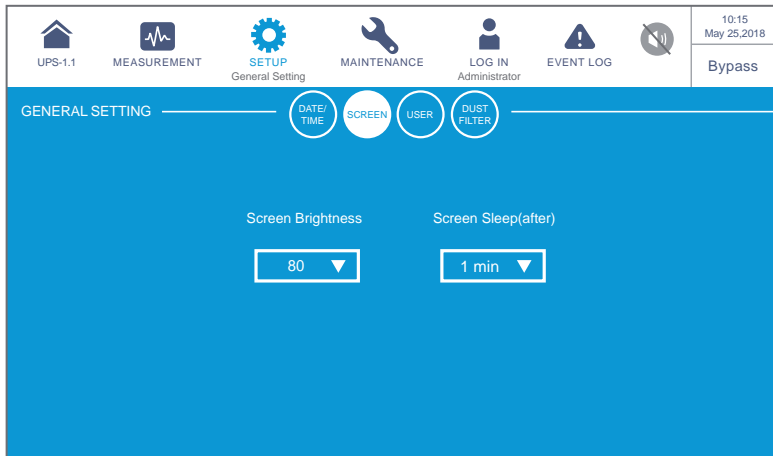 UPS-1.1
MEASUREMENT
SETUP
General Setting
MAINTENANCE
LOG IN
Administrator
EVENT LOG
10:15
May 25,2018
Bypass
GENERAL SETTING
DATE/
TIME
SCREEN
USER
DUST
FILTER
Screen Brightness
Screen Sleep(after)
80
1 min